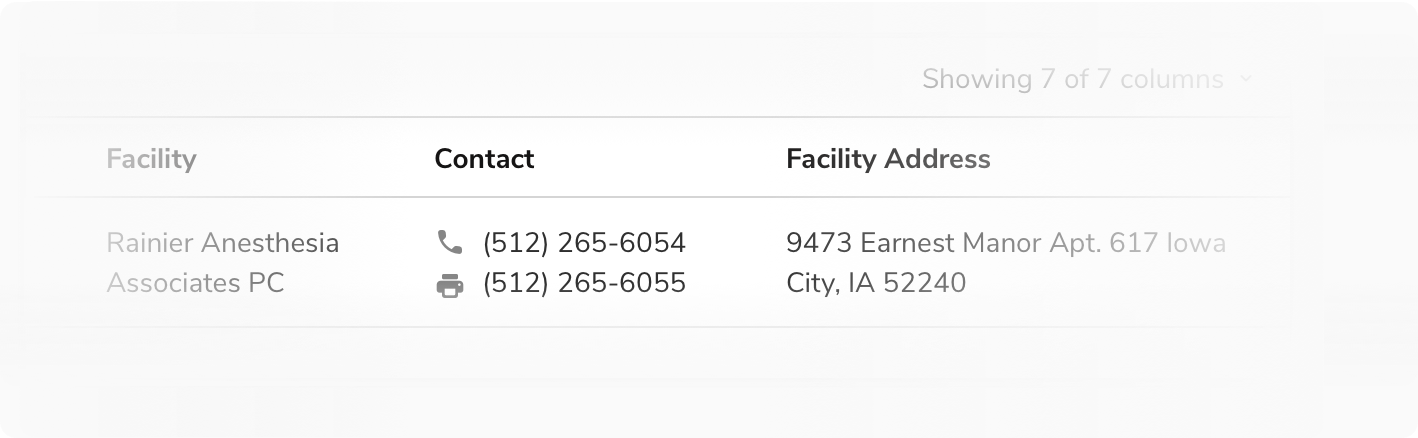 Showing 7 of 7 columns
Facility Contact Facility Address
Rainier Anesthesia (512) 265-6054 9473 Earnest Manor Apt. 617 Iowa
Associates PC (512) 265-6055 City, IA 52240